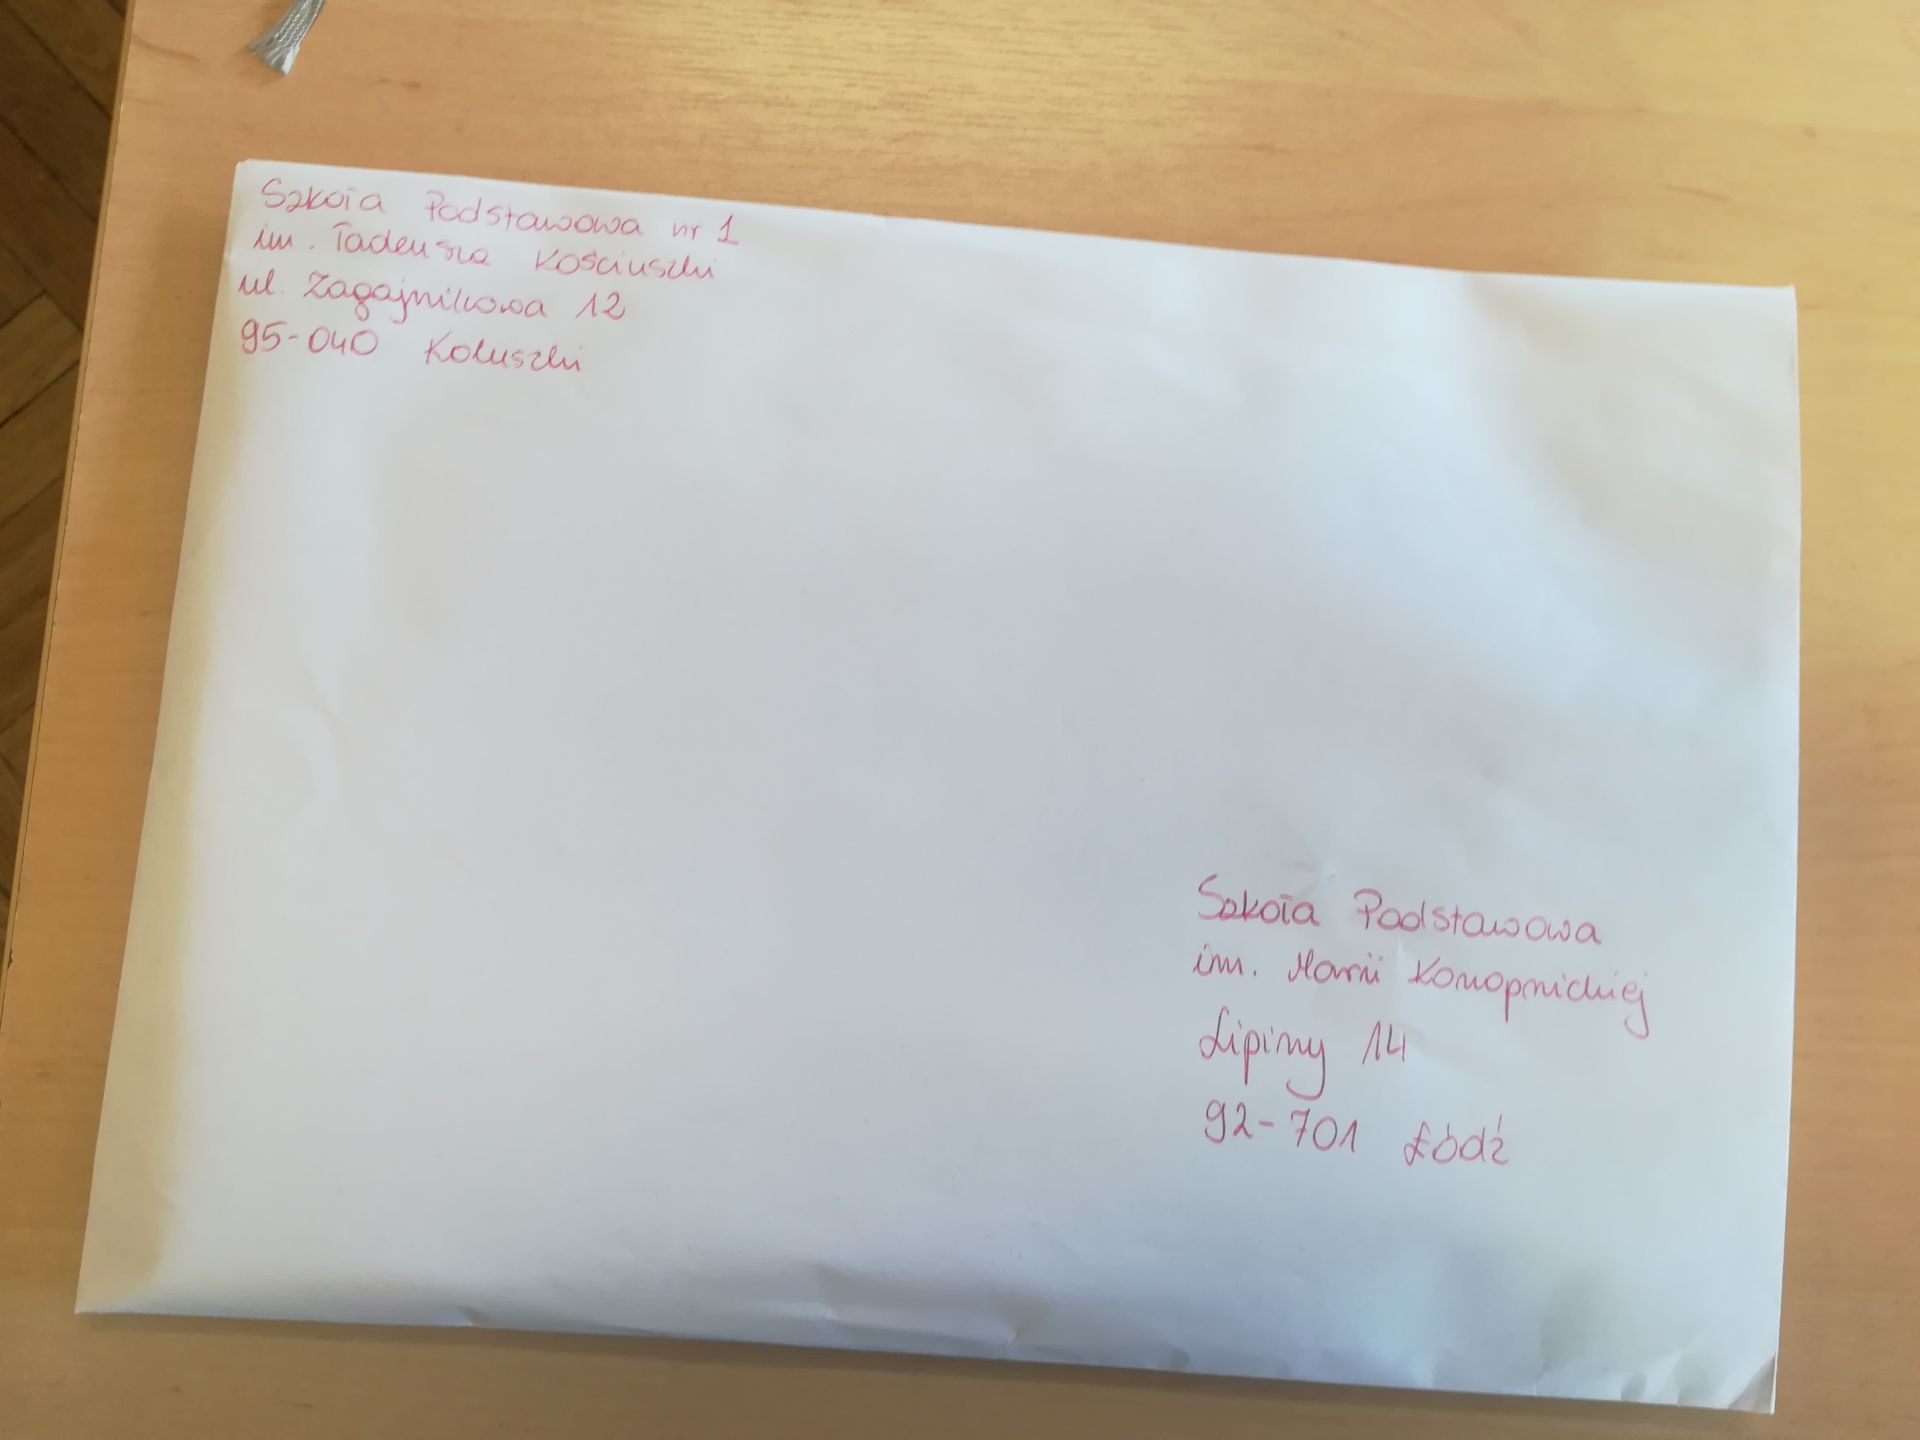 Szkoła Podstawowa nr 1
im. Tadeusza Kościuszki
ul. Zagajnikowa 12
95-040 Koluszki
Szkoła Podstawowa
im. Marii Konopnickiej
Lipiny 14
92-701 Łódź